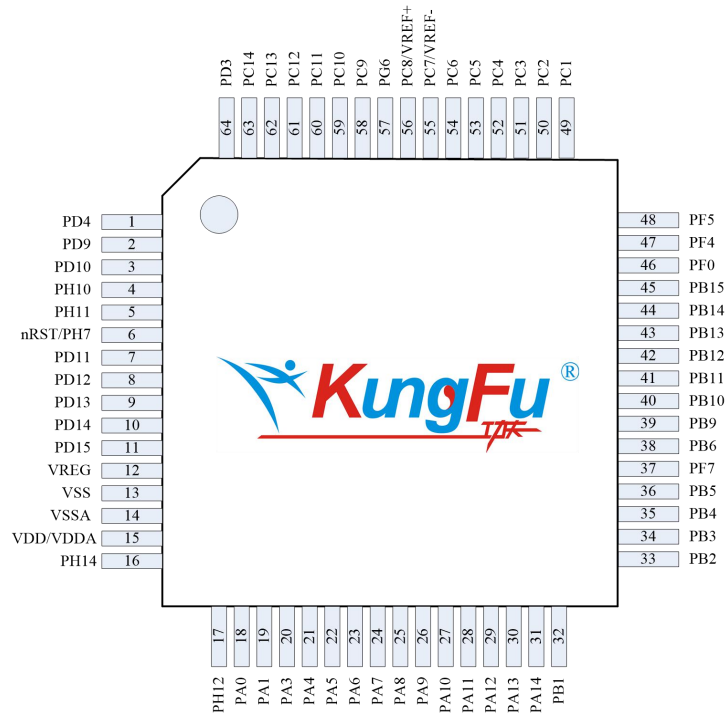 PD3 PC14 PC13 PC12 PC11 PC10 PC9 PG6 PC8/VREF+ PC7/VREF- PC6 PC5 PC4 PC3 PC2 PC1
64 63 62 61 60 59 58 57 56 55 54 53 52 51 50 49
PD4 1
PD9 2
PD10 3
PH10 4
PH11 5
nRST/PH7 6
PD11 7
PD12 8
PD13 9
PD14 10
PD15 11
VREG 12
VSS 13
VSSA 14
VDD/VDDA 15
PH14 16
KungFu®
功夫
48 PF5
47 PF4
46 PF0
45 PB15
44 PB14
43 PB13
42 PB12
41 PB11
40 PB10
39 PB9
38 PB6
37 PF7
36 PB5
35 PB4
34 PB3
33 PB2
17 18 19 20 21 22 23 24 25 26 27 28 29 30 31 32
PH12 PA0 PA1 PA3 PA4 PA5 PA6 PA7 PA8 PA9 PA10 PA11 PA12 PA13 PA14 PB1